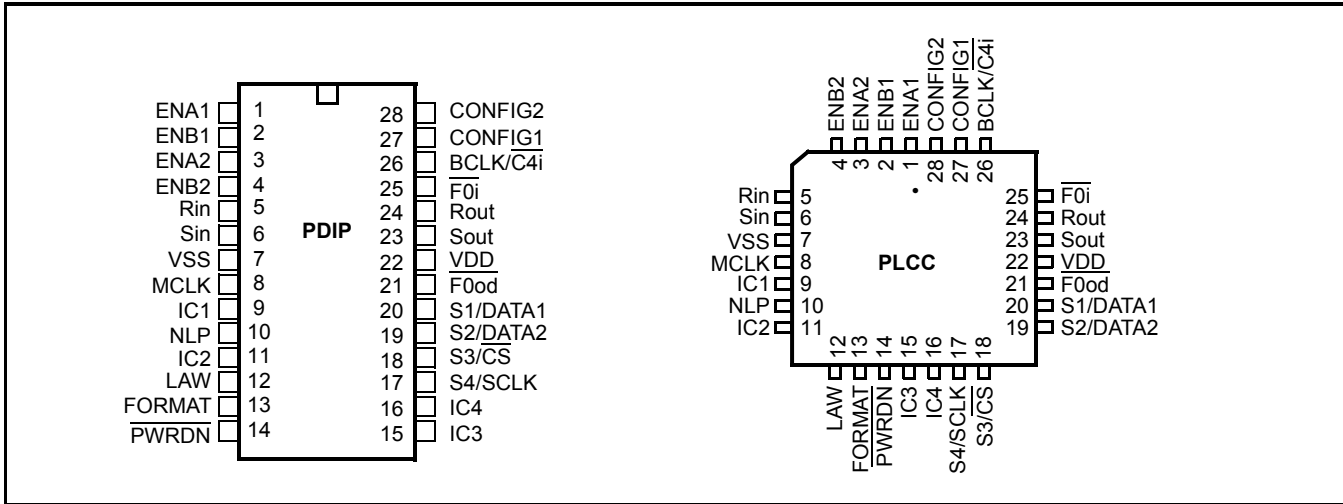 ENA1 1 28 CONFIG2
ENB1 2 27 CONFIG1
ENA2 3 26 BCLK/C4i
ENB2 4 25 F0i
Rin 5 24 Rout
Sin 6 PDIP 23 Sout
VSS 7 22 VDD
MCLK 8 21 F0od
IC1 9 20 S1/DATA1
NLP 10 19 S2/DATA2
IC2 11 18 S3/CS
LAW 12 17 S4/SCLK
FORMAT 13 16 IC4
PWRDN 14 15 IC3
ENB2 ENA2 ENB1 ENA1 CONFIG2 CONFIG1 BCLK/C4i
4 3 2 1 28 27 26
Rin 5 25 F0i
Sin 6 24 Rout
VSS 7 23 Sout
MCLK 8 PLCC 22 VDD
IC1 9 21 F0od
NLP 10 20 S1/DATA1
IC2 11 19 S2/DATA2
12 13 14 15 16 17 18
LAW FORMAT PWRDN IC3 IC4 S4/SCLK S3/CS